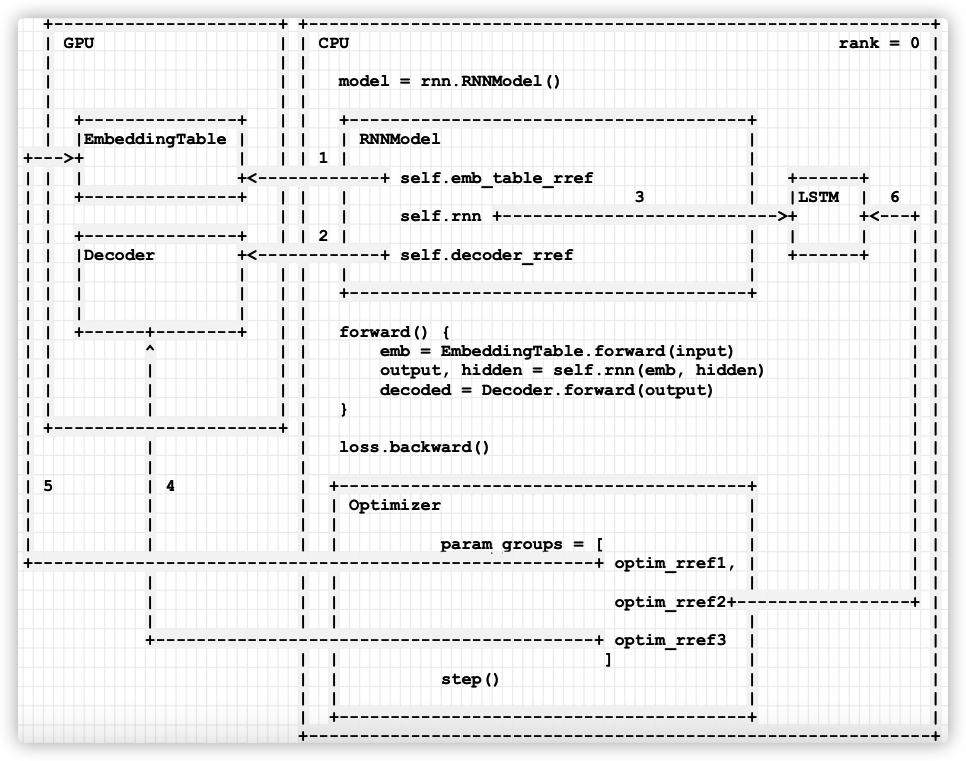 GPU
CPU
rank = 0
model = rnn.RNNModel()
EmbeddingTable
RNNModel
1
self.emb_table_rref
LSTM
3
6
self.rnn
2
Decoder
self.decoder_rref
forward() {
emb = EmbeddingTable.forward(input)
output, hidden = self.rnn(emb, hidden)
decoded = Decoder.forward(output)
}
loss.backward()
5
4
Optimizer
param groups = [
optim_rref1,
optim_rref2
optim_rref3
]
step()